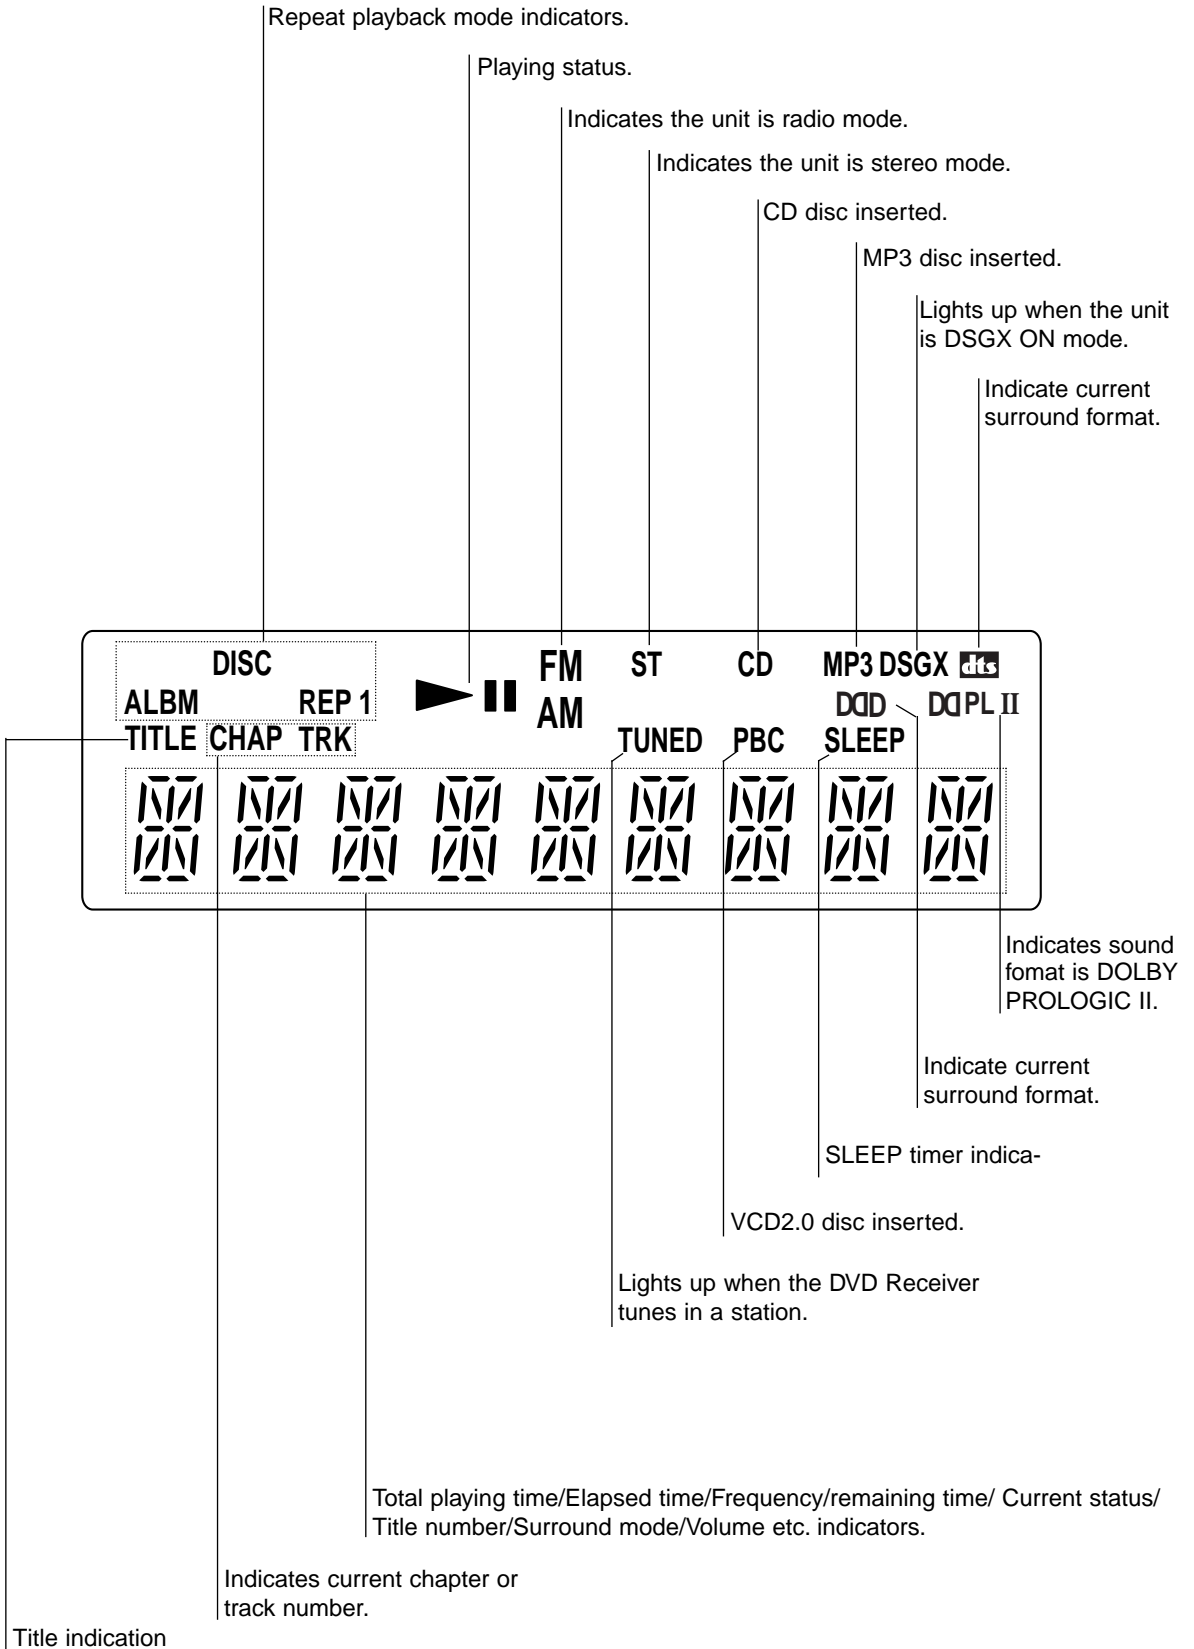 Repeat playback mode indicators.
Playing status.
Indicates the unit is radio mode.
Indicates the unit is stereo mode.
CD disc inserted.
MP3 disc inserted.
Lights up when the unit
is DSGX ON mode.
Indicate current
surround format.
DISC FM ST CD MP3 DSGX dts
ALBM REP 1 AM DD D DD PL II
TITLE CHAP TRK TUNED PBC SLEEP
Indicates sound
fomat is DOLBY
PROLOGIC II.
Indicate current
surround format.
SLEEP timer indica-
VCD2.0 disc inserted.
Lights up when the DVD Receiver
tunes in a station.
Total playing time/Elapsed time/Frequency/remaining time/ Current status/
Title number/Surround mode/Volume etc. indicators.
Indicates current chapter or
track number.
Title indication